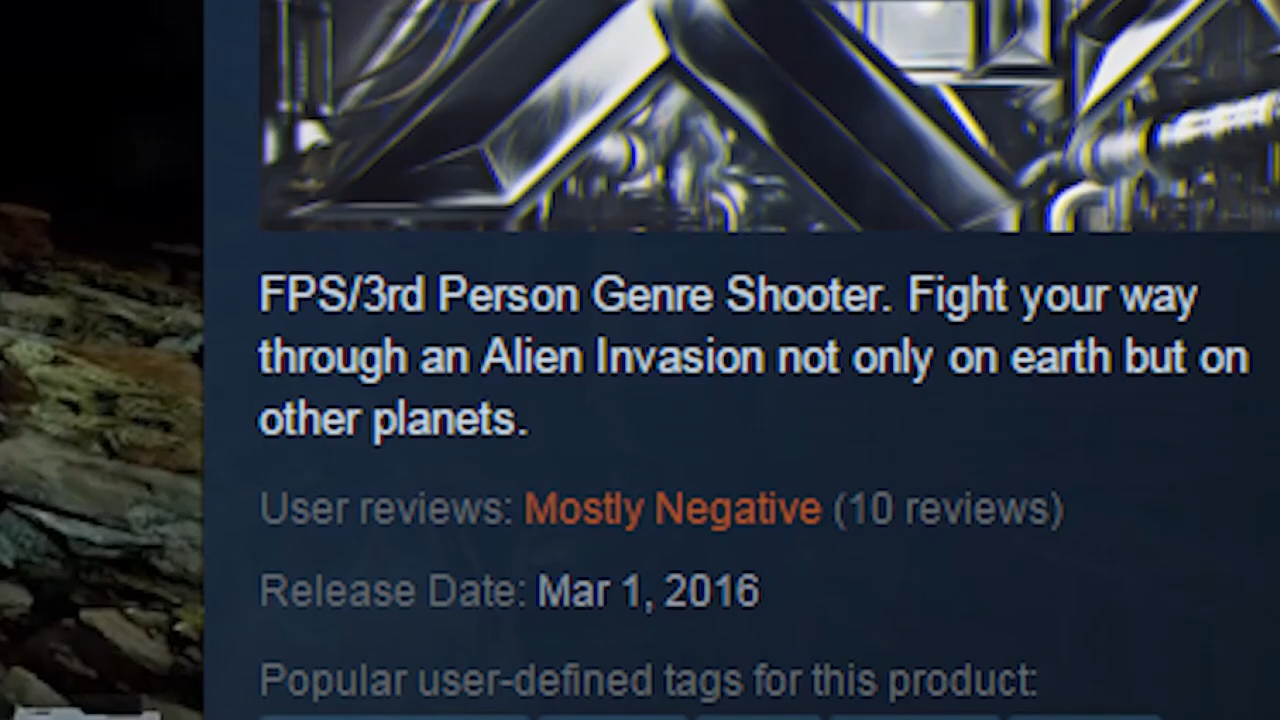 FPS/3rd Person Genre Shooter. Fight your way
through an Alien Invasion not only on earth but on
other planets.
User reviews: Mostly Negative (10 reviews)
Release Date: Mar 1, 2016
Popular user-defined tags for this product: